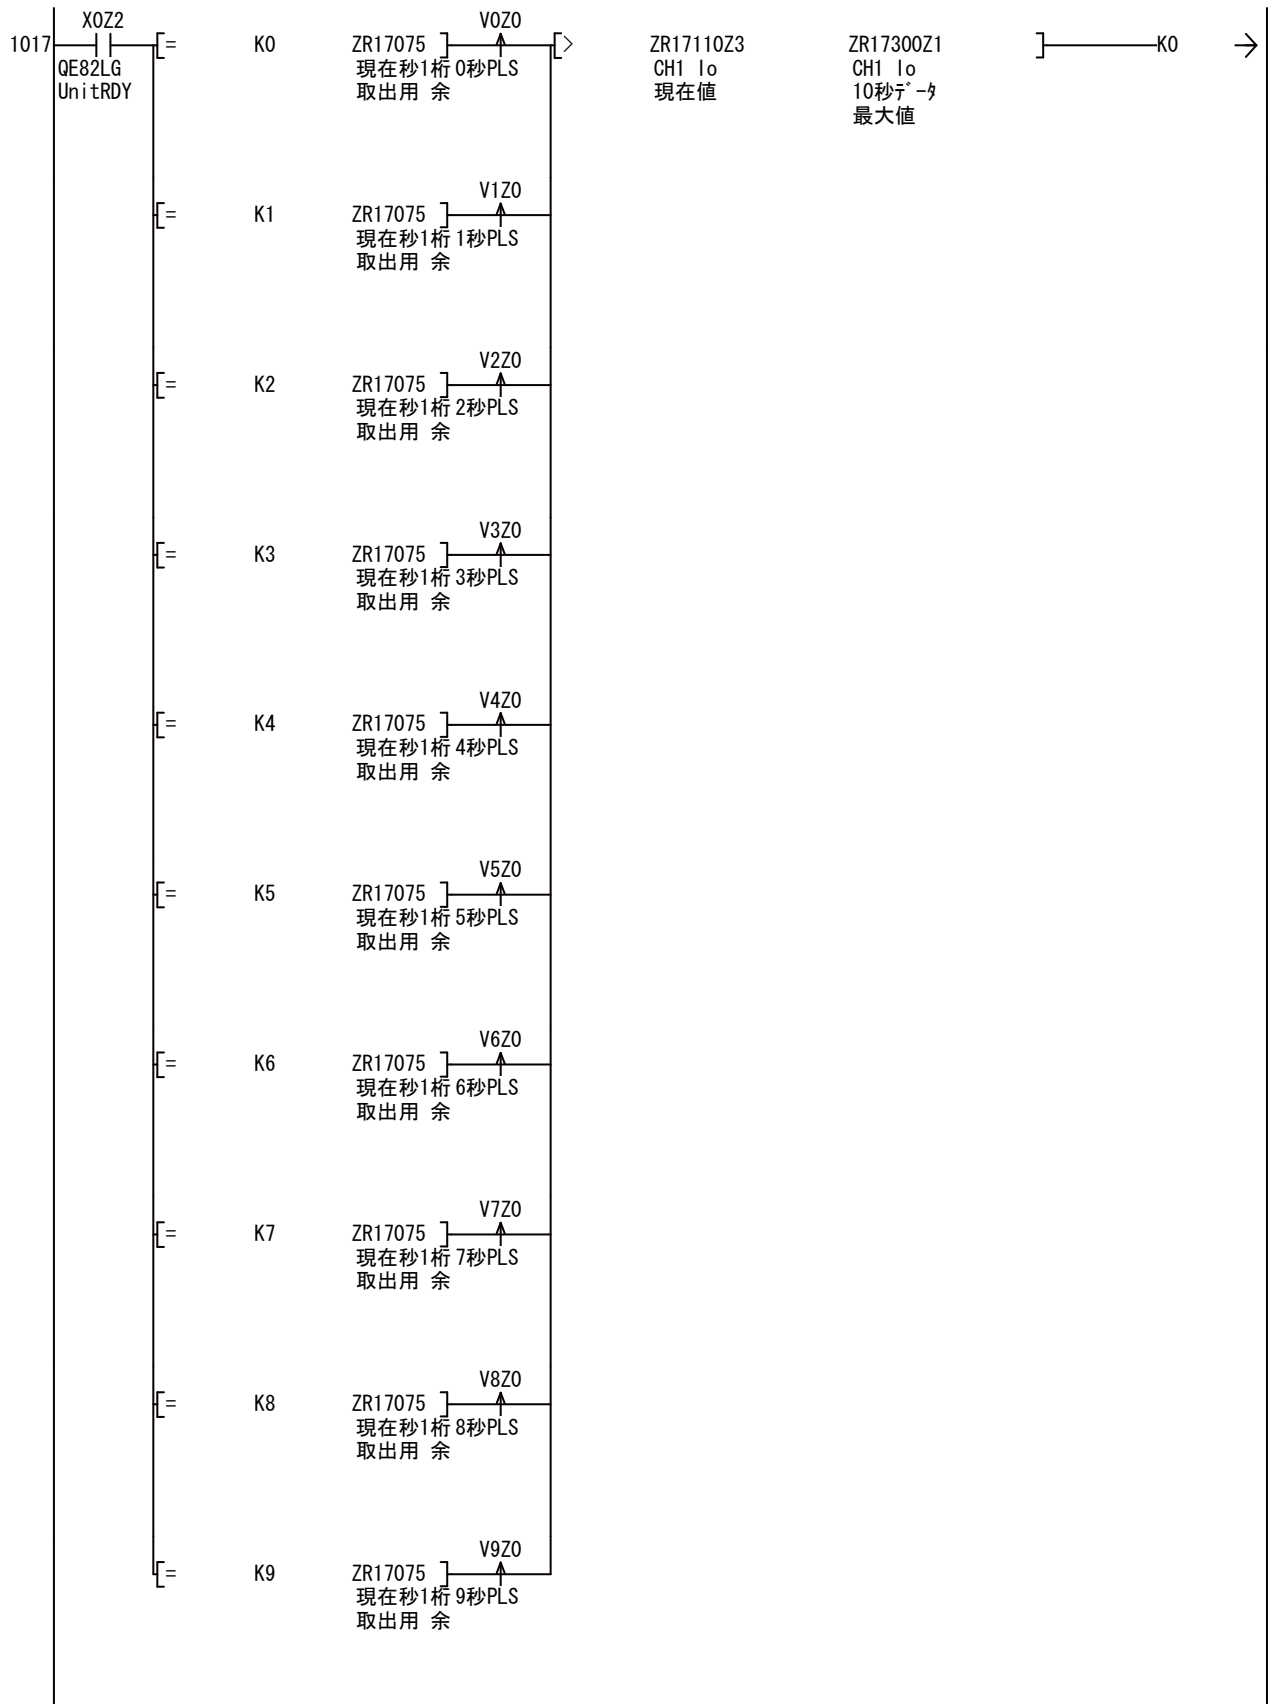 X0Z2 V0Z0
1017 [= K0 ZR17075 ] [> ZR17110Z3 ZR17300Z1 ] K0
QE82LG 現在秒1桁 0秒PLS CH1 Io CH1 Io
UnitRDY 取出用 余 現在値 10秒ﾃﾞｰﾀ
最大値
V1Z0
[= K1 ZR17075 ]
現在秒1桁 1秒PLS
取出用 余
V2Z0
[= K2 ZR17075 ]
現在秒1桁 2秒PLS
取出用 余
V3Z0
[= K3 ZR17075 ]
現在秒1桁 3秒PLS
取出用 余
V4Z0
[= K4 ZR17075 ]
現在秒1桁 4秒PLS
取出用 余
V5Z0
[= K5 ZR17075 ]
現在秒1桁 5秒PLS
取出用 余
V6Z0
[= K6 ZR17075 ]
現在秒1桁 6秒PLS
取出用 余
V7Z0
[= K7 ZR17075 ]
現在秒1桁 7秒PLS
取出用 余
V8Z0
[= K8 ZR17075 ]
現在秒1桁 8秒PLS
取出用 余
V9Z0
[= K9 ZR17075 ]
現在秒1桁 9秒PLS
取出用 余